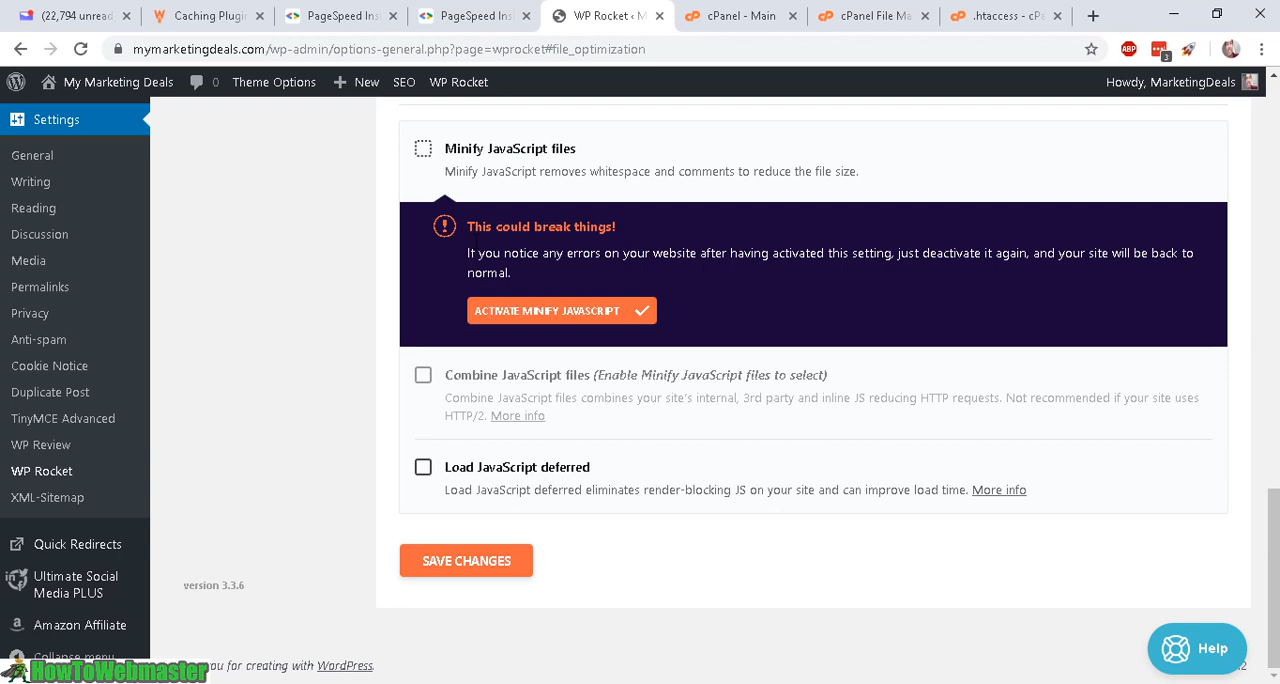 (22,794 unread
Caching Plugin
PageSpeed Ins
PageSpeed Ins
WP Rocket ‹ M
cPanel - Main
cPanel File Ma
.htaccess - cPa
mymarketingdeals.com/wp-admin/options-general.php?page=wprocket#file_optimization
ABP
3
My Marketing Deals
0
Theme Options
New
SEO
WP Rocket
Howdy, MarketingDeals
Settings
General
Writing
Reading
Discussion
Media
Permalinks
Privacy
Anti-spam
Cookie Notice
Duplicate Post
TinyMCE Advanced
WP Review
WP Rocket
XML-Sitemap
Quick Redirects
Ultimate Social
Media PLUS
Amazon Affiliate
Collapse menu
HowToWebmaster
version 3.3.6
Minify JavaScript files
Minify JavaScript removes whitespace and comments to reduce the file size.
This could break things!
If you notice any errors on your website after having activated this setting, just deactivate it again, and your site will be back to
normal.
ACTIVATE MINIFY JAVASCRIPT
Combine JavaScript files (Enable Minify JavaScript files to select)
Combine JavaScript files combines your site's internal, 3rd party and inline JS reducing HTTP requests. Not recommended if your site uses
HTTP/2. More info
Load JavaScript deferred
Load JavaScript deferred eliminates render-blocking JS on your site and can improve load time. More info
SAVE CHANGES
you for creating with WordPress.
Help